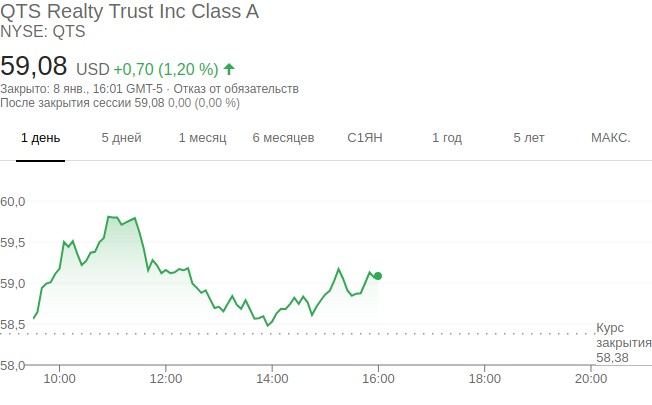 QTS Realty Trust Inc Class A
NYSE: QTS
59,08 USD +0,70 (1,20 %)
Закрыто: 8 янв., 16:01 GMT-5 · Отказ от обязательств
После закрытия сессии 59,08 0,00 (0,00 %)
1 день 5 дней 1 месяц 6 месяцев С1ЯН 1 год 5 лет МАКС.
60,0
59,5
59,0
58,5
Курс
закрытия
58,38
58,0
10:00 12:00 14:00 16:00 18:00 20:00